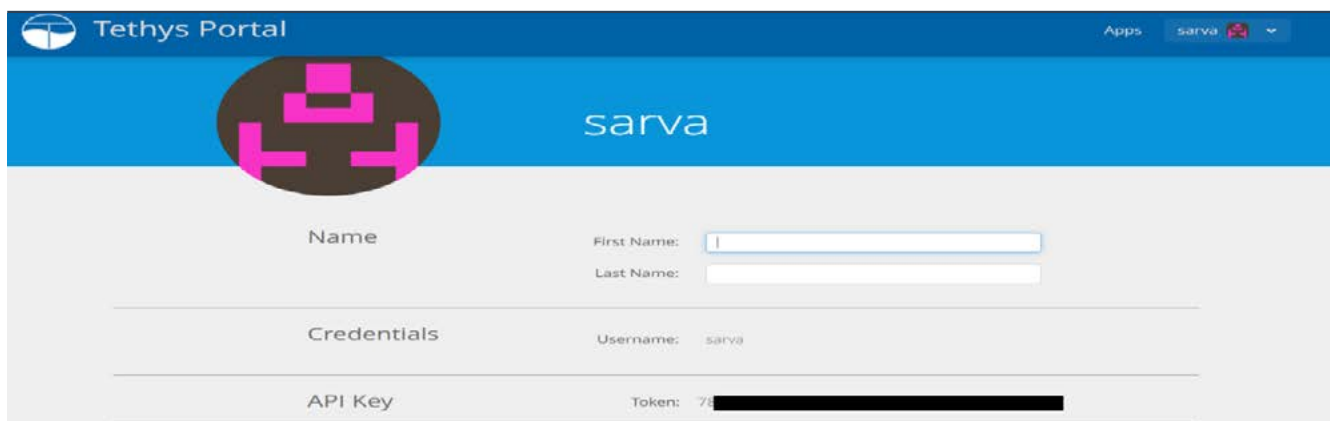 Tethys Portal Apps sarva
sarva
Name First Name:
Last Name:
Credentials Username: sarva
API Key Token: 78